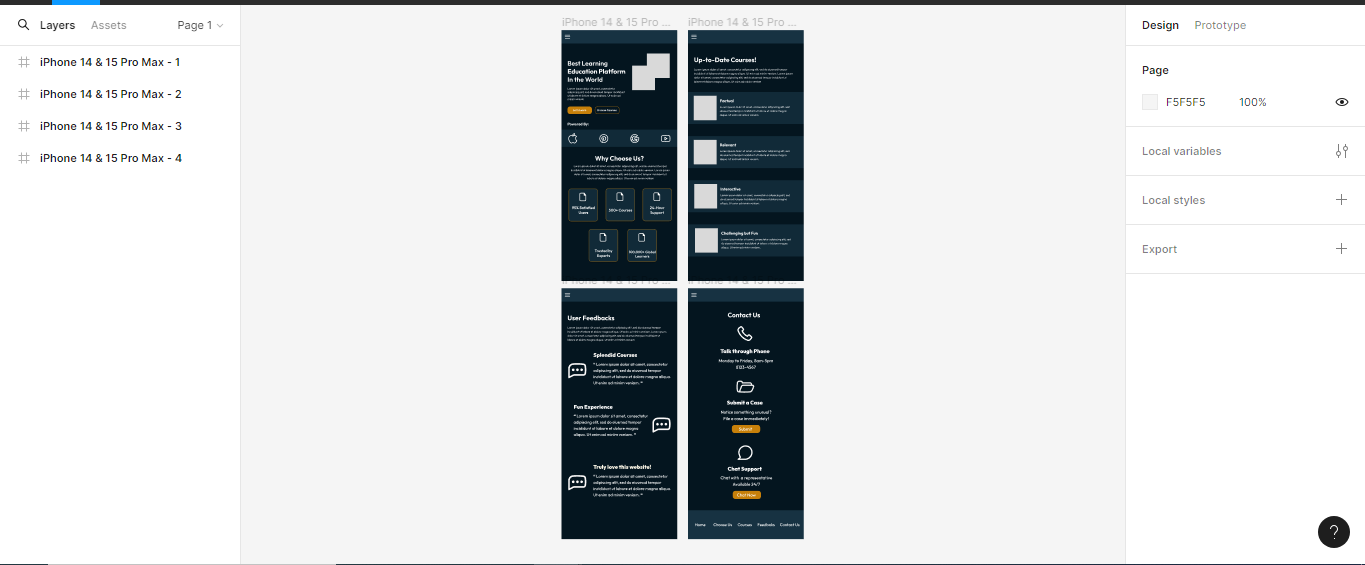 Layers
Assets
Page 1
iPhone 14 & 15 Pro Max - 1
iPhone 14 & 15 Pro Max - 2
iPhone 14 & 15 Pro Max - 3
iPhone 14 & 15 Pro Max - 4
iPhone 14 & 15 Pro ...
Best Learning
Education Platform
In the World
Powered By:
Why Choose Us?
95% Satisfied
Users
500+ Courses
24-Hour
Support
Trusted by
Experts
100,000+ Global
Learners
iPhone 14 & 15 Pro ...
Up-to-Date Courses!
Factual
Relevant
Interactive
Challenging but Fun
iPhone 14 & 15 Pro ...
User Feedbacks
Splendid Courses
" Lorem ipsum dolor sit amet, consectetur
adipiscing elit, sed do eiusmod tempor
incididunt ut labore et dolore magna aliqua.
Ut enim ad minim veniam. "
Fun Experience
" Lorem ipsum dolor sit amet, consectetur
adipiscing elit, sed do eiusmod tempor
incididunt ut labore et dolore magna
aliqua. Ut enim ad minim veniam. "
Truly love this website!
" Lorem ipsum dolor sit amet, consectetur
adipiscing elit, sed do eiusmod tempor
incididunt ut labore et dolore magna aliqua.
Ut enim ad minim veniam. "
iPhone 14 & 15 Pro ...
Contact Us
Talk through Phone
Monday to Friday, 8am-5pm
0123-4567
Submit a Case
Notice something unusual?
File a case immediately!
Submit
Chat Support
Chat with a representative
Available 24/7
Chat Now
Home
Choose Us
Courses
Feedbacks
Contact Us
Design
Prototype
Page
F5F5F5
100%
Local variables
Local styles
Export
?